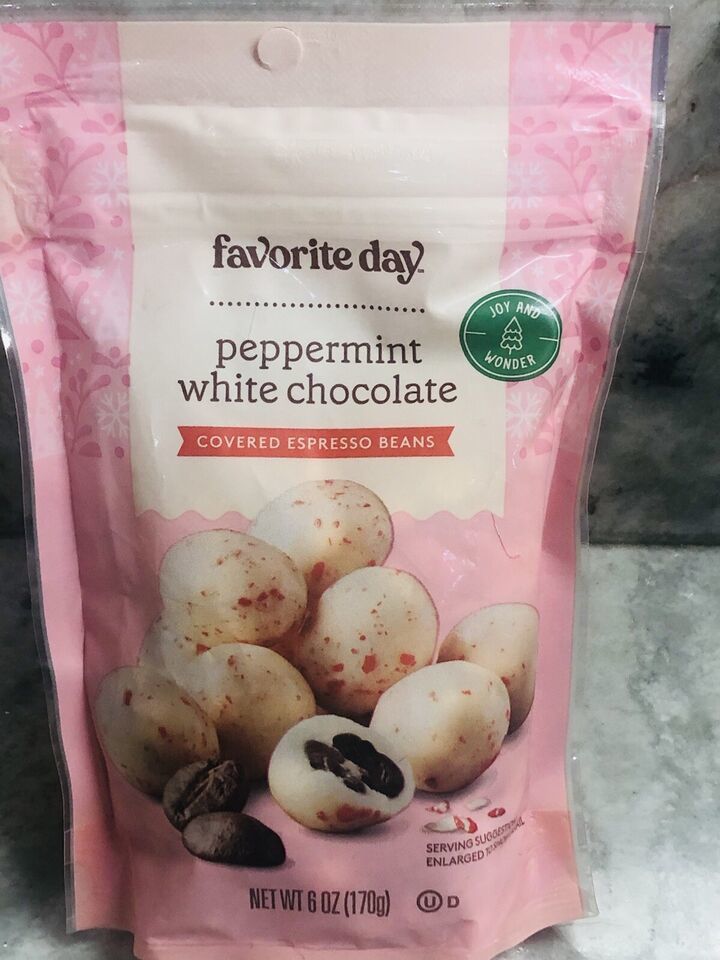 favorite day
JOY AND
WONDER
peppermint
white chocolate
COVERED ESPRESSO BEANS
SERVING SUGGESTION
ENLARGED TO
NET WT 6 OZ (170g) U D